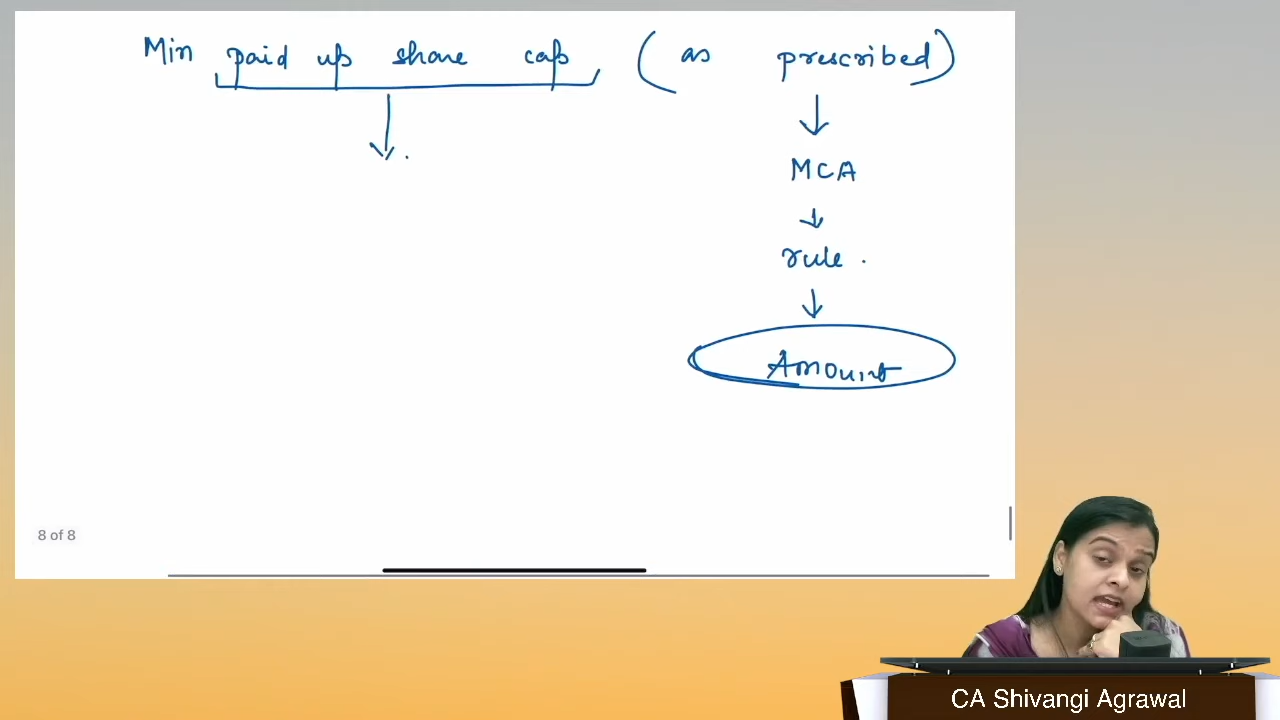 Min paid up share cap (as prescribed)
MCA
rule.
Amount
8 of 8
CA Shivangi Agrawal